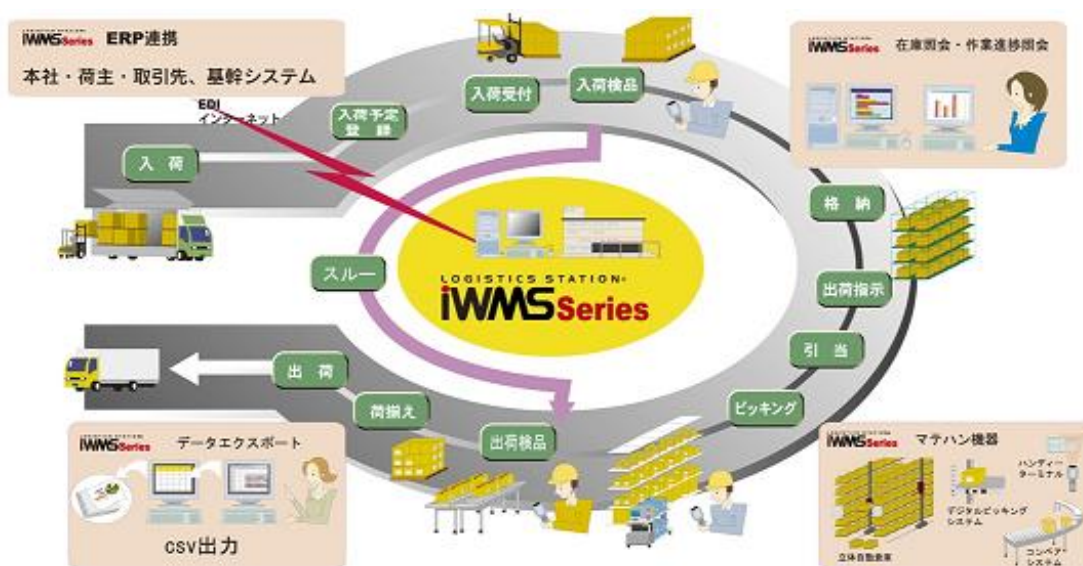 iWMS Series ERP連携
本社・荷主・取引先、基幹システム
EDI
インターネット
入荷
入荷予定
登録
入荷受付
入荷検品
iWMS Series 在庫照会・作業進捗照会
格納
出荷指示
引当
ピッキング
スルー
LOGISTICS STATION
iWMS Series
出荷検品
荷揃え
出荷
iWMS Series データエクスポート
csv出力
iWMS Series マテハン機器
ハンディー
ターミナル
デジタルピッキング
システム
立体自動倉庫
コンベアー
システム